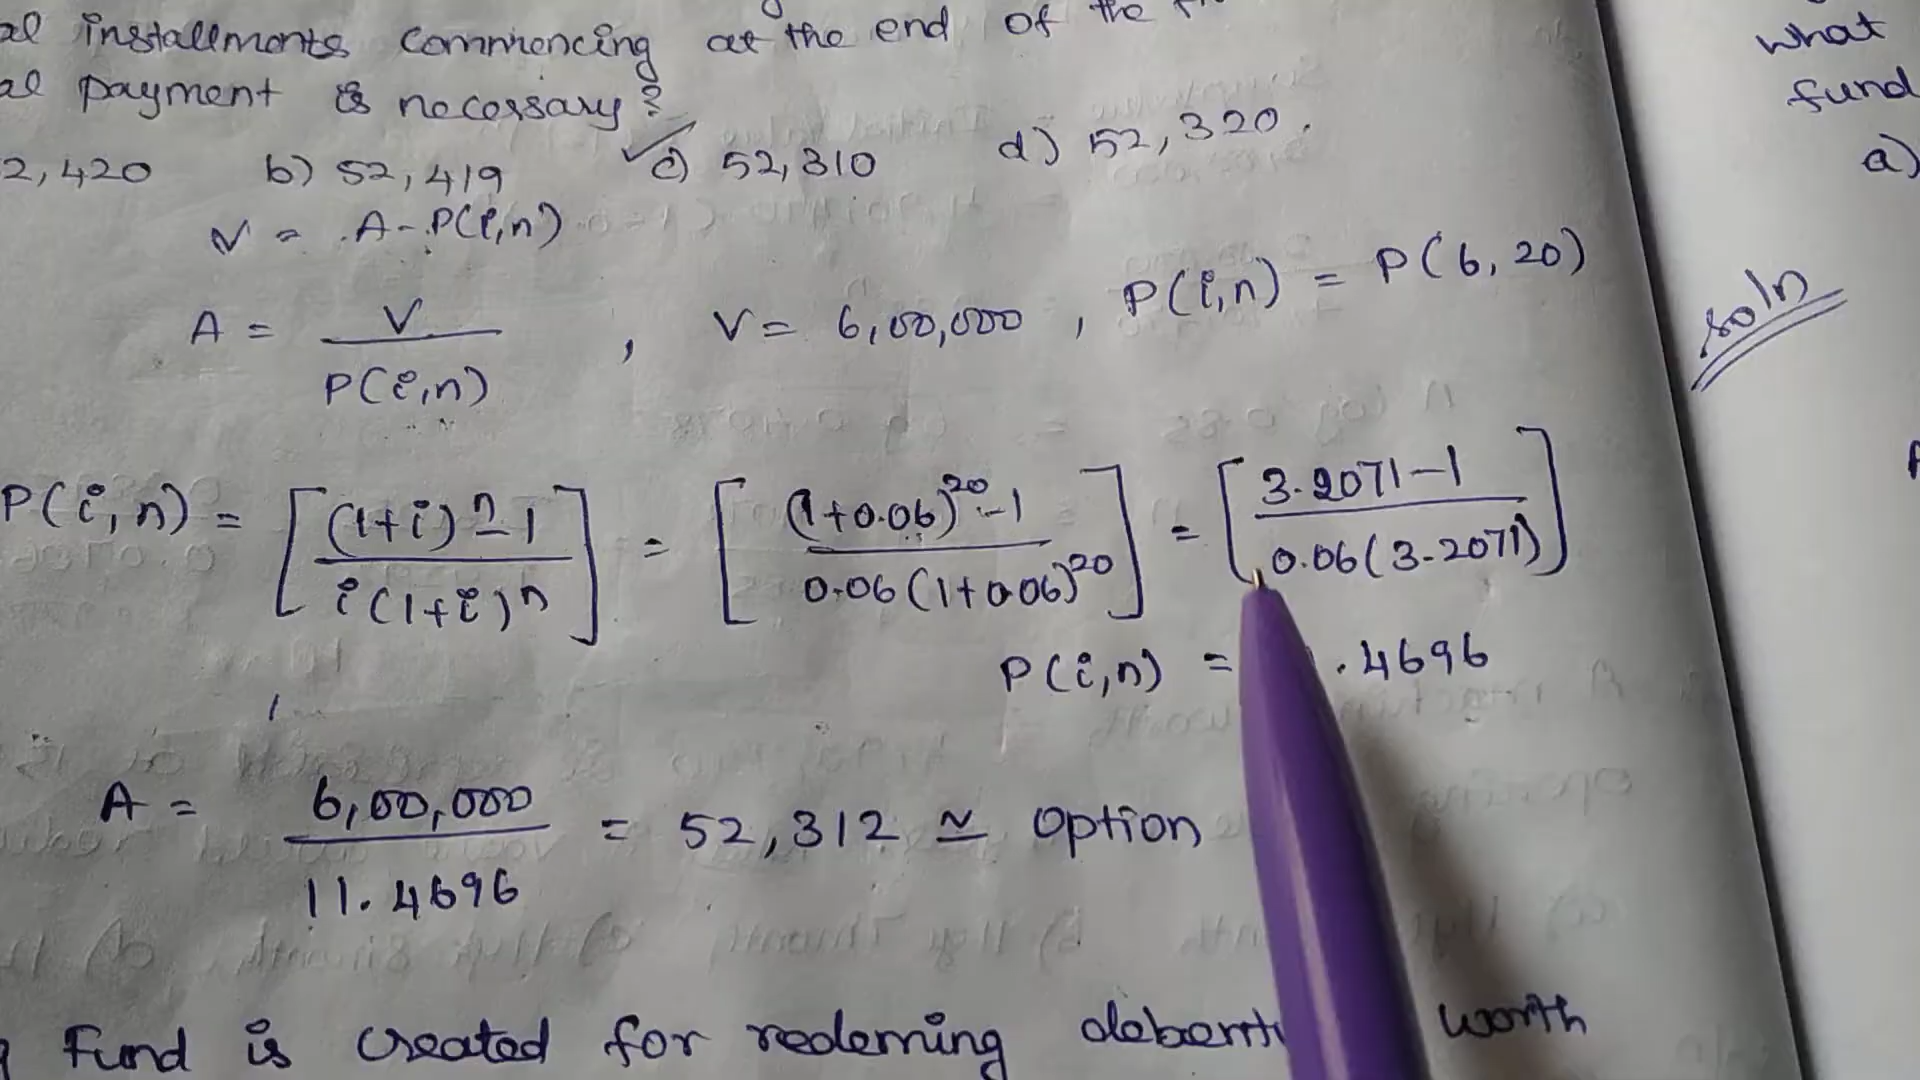 al installments commencing at the end of the
al payment is necessary?
2,420 b) 52,419 c) 52,310 d) 52,320.
V = A. P(i,n)
A = V / P(i,n) , V = 6,00,000 , P(i,n) = P(6,20)
P(i,n) = [(1+i)^n - 1 / i(1+i)^n] = [(1+0.06)^20 - 1 / 0.06(1+0.06)^20] = [3.2071-1 / 0.06(3.2071)]
P(i,n) = .4696
A = 6,00,000 / 11.4696 = 52,312 ≃ option
Fund is created for redeming worth
what
fund
a)
soln